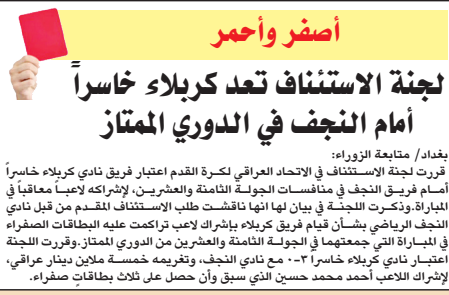 أصفر وأحمر
لجنة الاستئناف تعد كربلاء خاسراً
أمام النجف في الدوري الممتاز
بغداد/ متابعة الزوراء:
قررت لجنة الاستئناف في الاتحاد العراقي لكرة القدم اعتبار فريق نادي كربلاء خاسراً
أمام فريق النجف في منافسات الجولة الثامنة والعشرين، لإشراكه لاعباً معاقباً في
المباراة.وذكرت اللجنة في بيان لها انها ناقشت طلب الاستئناف المقدم من قبل نادي
النجف الرياضي بشأن قيام فريق كربلاء بإشراك لاعب تراكمت عليه البطاقات الصفراء
في المباراة التي جمعتهما في الجولة الثامنة والعشرين من الدوري الممتاز.وقررت اللجنة
اعتبار نادي كربلاء خاسراً ٣-٠ مع نادي النجف، وتغريمه خمسة ملاين دينار عراقي،
لإشراك اللاعب أحمد محمد حسين الذي سبق وأن حصل على ثلاث بطاقاتٍ صفراء.